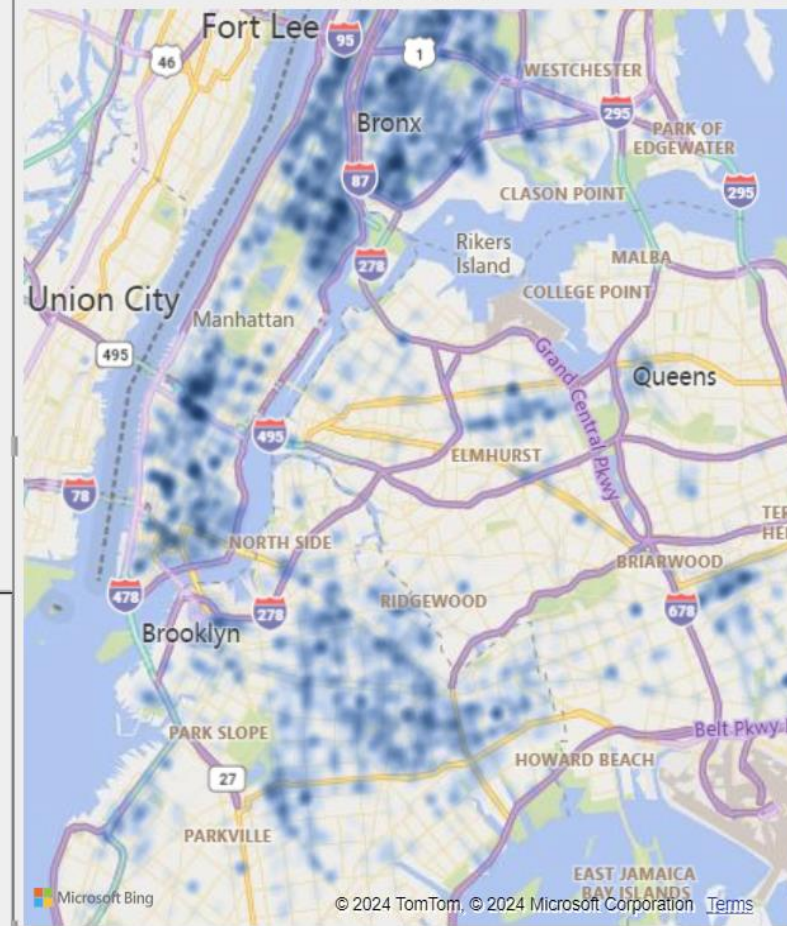 Fort Lee
95
46
1
WESTCHESTER
295
Bronx
PARK OF
EDGEWATER
87
CLASON POINT
295
Rikers
Island
278
MALBA
COLLEGE POINT
Union City
Manhattan
495
Grand Central Pkwy
Queens
495
ELMHURST
78
NORTH SIDE
BRIARWOOD
478
278
RIDGEWOOD
678
Brooklyn
PARK SLOPE
Belt Pkwy
HOWARD BEACH
27
PARKVILLE
EAST JAMAICA
BAY ISLANDS
Microsoft Bing
© 2024 TomTom, © 2024 Microsoft Corporation Terms